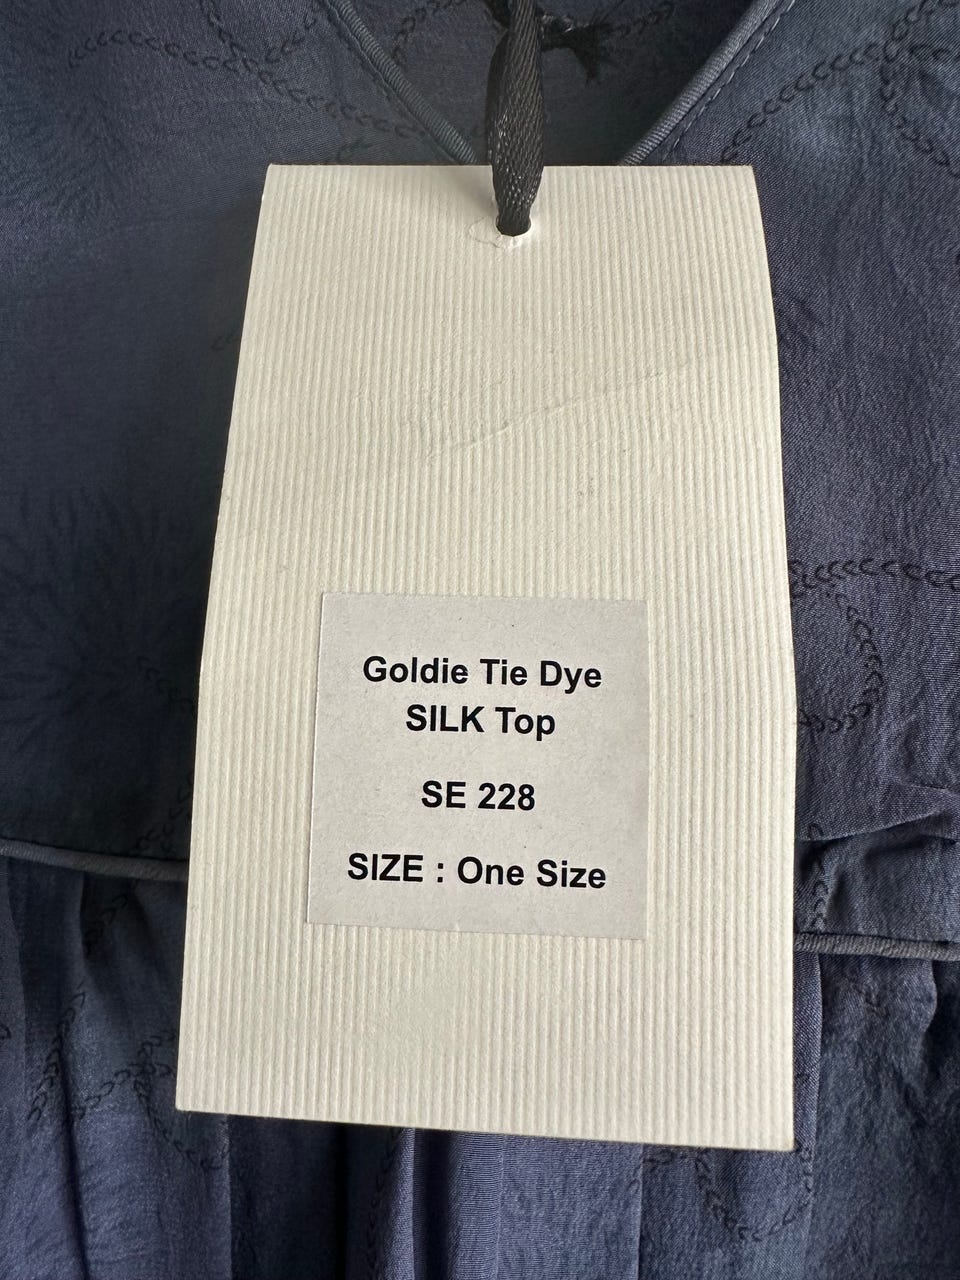 Goldie Tie Dye
SILK Top
SE 228
SIZE : One Size